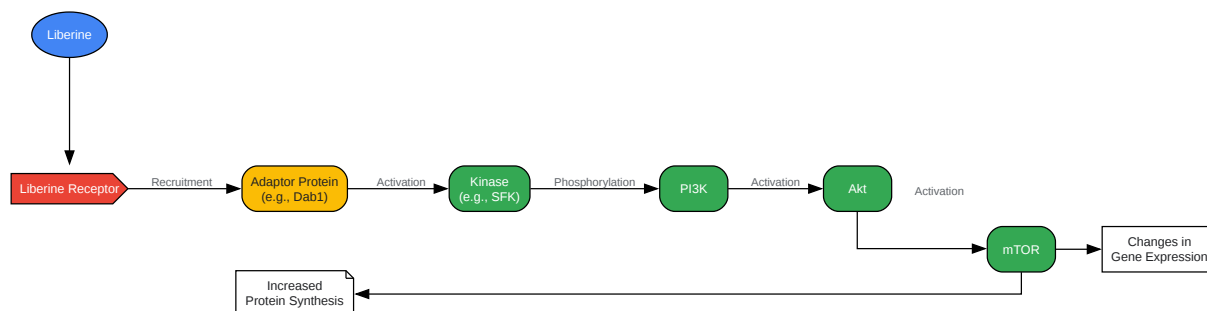 Liberine
Liberine Receptor
Recruitment
Adaptor Protein
(e.g., Dab1)
Activation
Kinase
(e.g., SFK)
Phosphorylation
PI3K
Activation
Akt
Activation
mTOR
Changes in
Gene Expression
Increased
Protein Synthesis